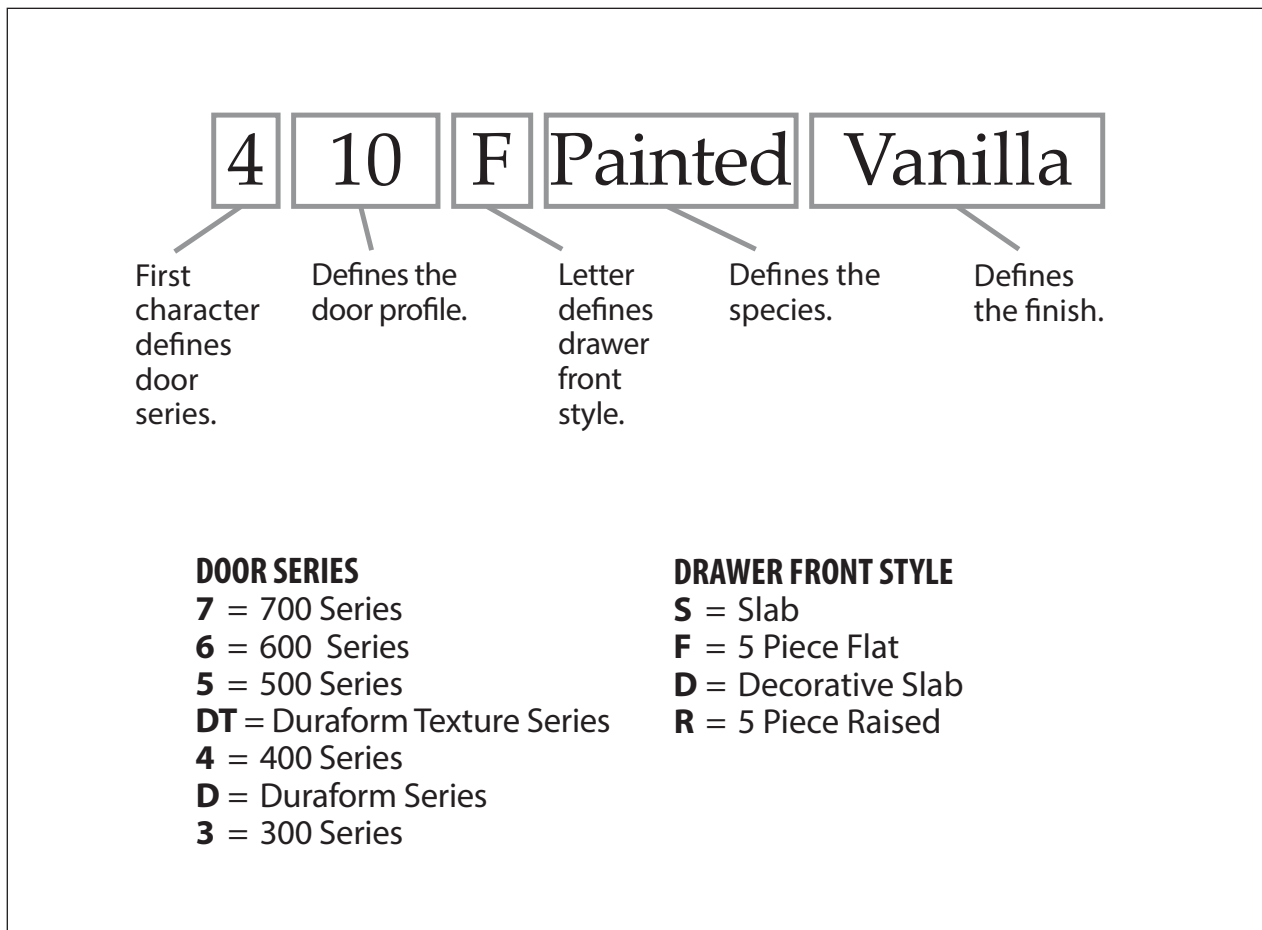 4 10 F Painted Vanilla
First
character
defines
door
series.
Defines the
door profile.
Letter
defines
drawer
front
style.
Defines the
species.
Defines
the finish.
DOOR SERIES
7 = 700 Series
6 = 600 Series
5 = 500 Series
DT = Duraform Texture Series
4 = 400 Series
D = Duraform Series
3 = 300 Series
DRAWER FRONT STYLE
S = Slab
F = 5 Piece Flat
D = Decorative Slab
R = 5 Piece Raised